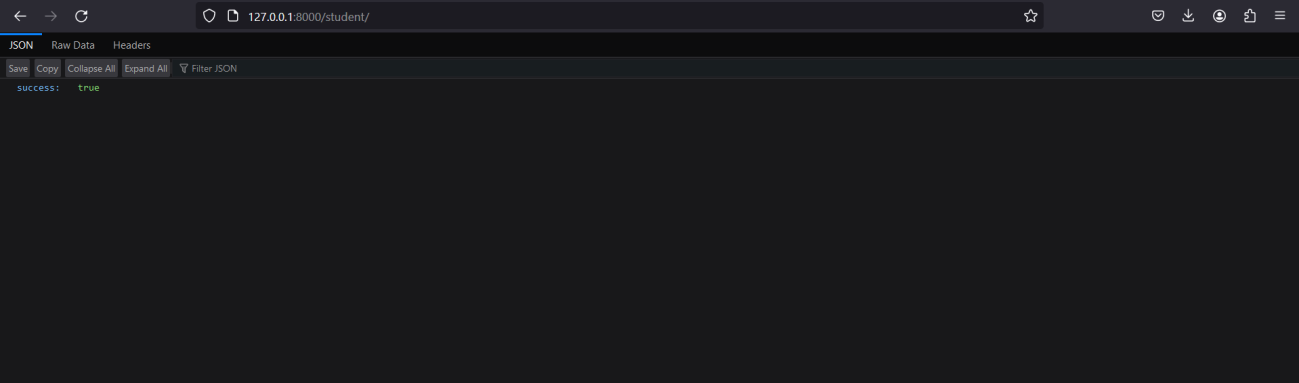 127.0.0.1:8000/student/
JSON Raw Data Headers
Save Copy Collapse All Expand All Filter JSON
success: true